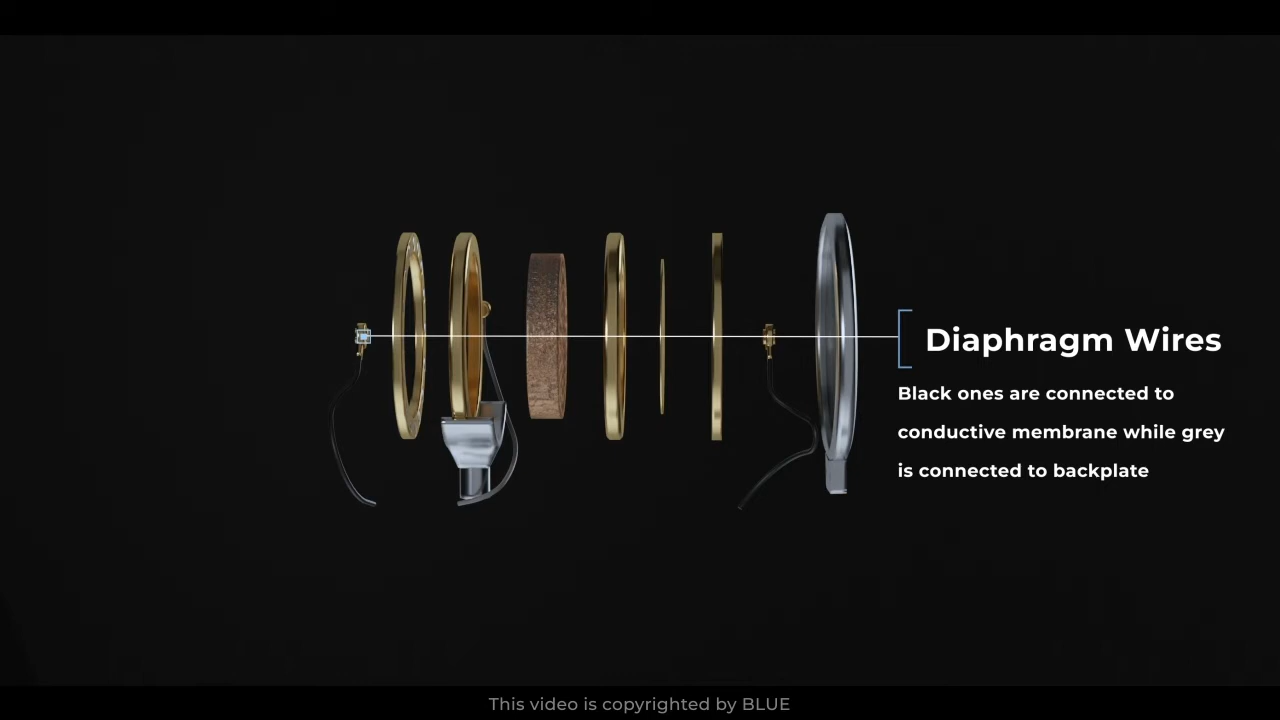 Diaphragm Wires
Black ones are connected to
conductive membrane while grey
is connected to backplate
This video is copyrighted by BLUE